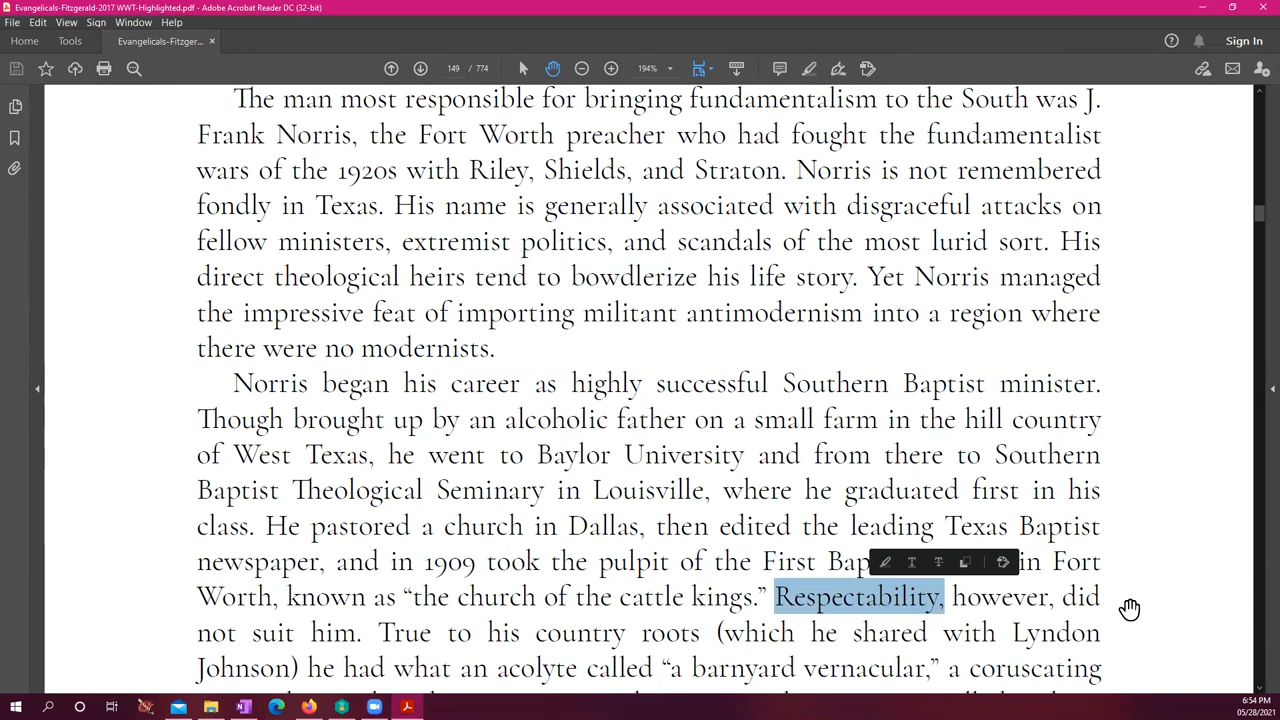 Evangelicals-Fitzgerald-2017 WWT-Highlighted.pdf - Adobe Acrobat Reader DC (32-bit)
File Edit View Sign Window Help
Home Tools Evangelicals-Fitzger... × Sign In
149 / 774 194%
The man most responsible for bringing fundamentalism to the South was J.
Frank Norris, the Fort Worth preacher who had fought the fundamentalist
wars of the 1920s with Riley, Shields, and Straton. Norris is not remembered
fondly in Texas. His name is generally associated with disgraceful attacks on
fellow ministers, extremist politics, and scandals of the most lurid sort. His
direct theological heirs tend to bowdlerize his life story. Yet Norris managed
the impressive feat of importing militant antimodernism into a region where
there were no modernists.
Norris began his career as highly successful Southern Baptist minister.
Though brought up by an alcoholic father on a small farm in the hill country
of West Texas, he went to Baylor University and from there to Southern
Baptist Theological Seminary in Louisville, where he graduated first in his
class. He pastored a church in Dallas, then edited the leading Texas Baptist
newspaper, and in 1909 took the pulpit of the First Bap in Fort
Worth, known as “the church of the cattle kings.” Respectability, however, did
not suit him. True to his country roots (which he shared with Lyndon
Johnson) he had what an acolyte called “a barnyard vernacular,” a coruscating
6:54 PM
05/28/2021